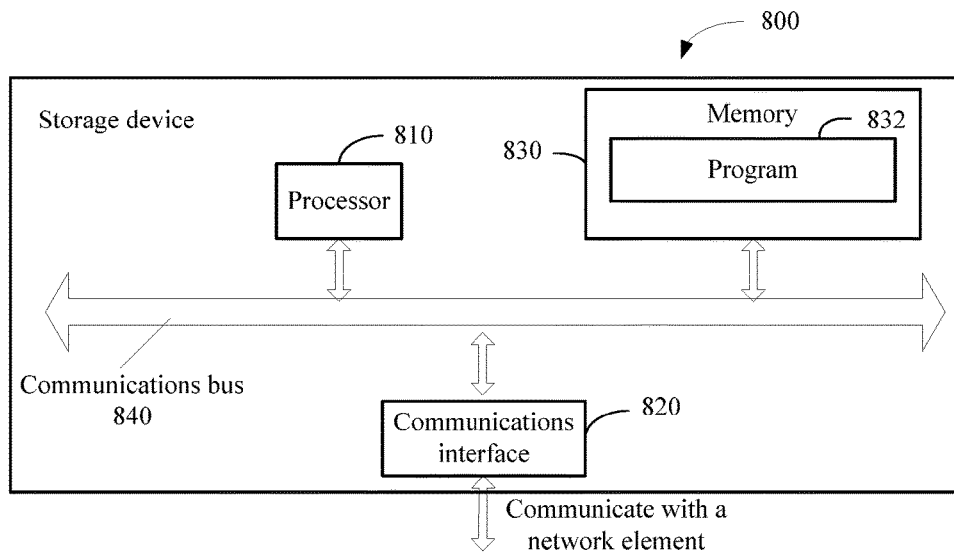 800
Storage device
810
Processor
Memory
832
830
Program
Communications bus
840
Communications
interface
820
Communicate with a
network element